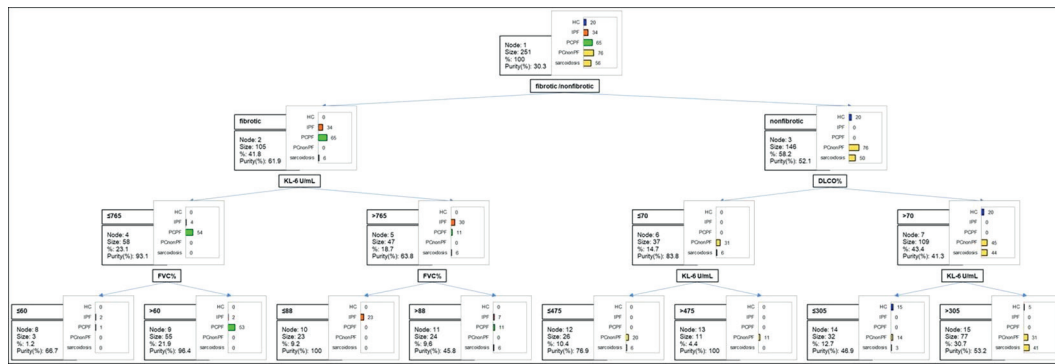 HC 20
IPF 34
PCPF 65
PCnonPF 76
sarcoidosis 56
Node: 1
Size: 251
%: 100
Purity(%): 30.3
fibrotic /nonfibrotic
fibrotic
Node: 2
Size: 105
%: 41.8
Purity(%): 61.9
HC 0
IPF 34
PCPF 65
PCnonPF 0
sarcoidosis 6
nonfibrotic
Node: 3
Size: 146
%: 58.2
Purity(%): 52.1
HC 20
IPF 0
PCPF 0
PCnonPF 76
sarcoidosis 50
KL-6 U/mL
DLCO%
≤765
Node: 4
Size: 58
%: 23.1
Purity(%): 93.1
HC 0
IPF 4
PCPF 54
PCnonPF 0
sarcoidosis 0
>765
Node: 5
Size: 47
%: 18.7
Purity(%): 63.8
HC 0
IPF 30
PCPF 11
PCnonPF 0
sarcoidosis 6
≤70
Node: 6
Size: 37
%: 14.7
Purity(%): 83.8
HC 0
IPF 0
PCPF 0
PCnonPF 31
sarcoidosis 6
>70
Node: 7
Size: 109
%: 43.4
Purity(%): 41.3
HC 20
IPF 0
PCPF 0
PCnonPF 45
sarcoidosis 44
FVC%
FVC%
KL-6 U/mL
KL-6 U/mL
≤60
Node: 8
Size: 3
%: 1.2
Purity(%): 66.7
HC 0
IPF 2
PCPF 1
PCnonPF 0
sarcoidosis 0
>60
Node: 9
Size: 55
%: 21.9
Purity(%): 96.4
HC 0
IPF 2
PCPF 53
PCnonPF 0
sarcoidosis 0
≤88
Node: 10
Size: 23
%: 9.2
Purity(%): 100
HC 0
IPF 23
PCPF 0
PCnonPF 0
sarcoidosis 0
>88
Node: 11
Size: 24
%: 9.6
Purity(%): 45.8
HC 0
IPF 7
PCPF 11
PCnonPF 0
sarcoidosis 6
≤475
Node: 12
Size: 26
%: 10.4
Purity(%): 76.9
HC 0
IPF 0
PCPF 0
PCnonPF 20
sarcoidosis 6
>475
Node: 13
Size: 11
%: 4.4
Purity(%): 100
HC 0
IPF 0
PCPF 0
PCnonPF 11
sarcoidosis 0
≤305
Node: 14
Size: 32
%: 12.7
Purity(%): 46.9
HC 15
IPF 0
PCPF 0
PCnonPF 14
sarcoidosis 3
>305
Node: 15
Size: 77
%: 30.7
Purity(%): 53.2
HC 5
IPF 0
PCPF 0
PCnonPF 31
sarcoidosis 41